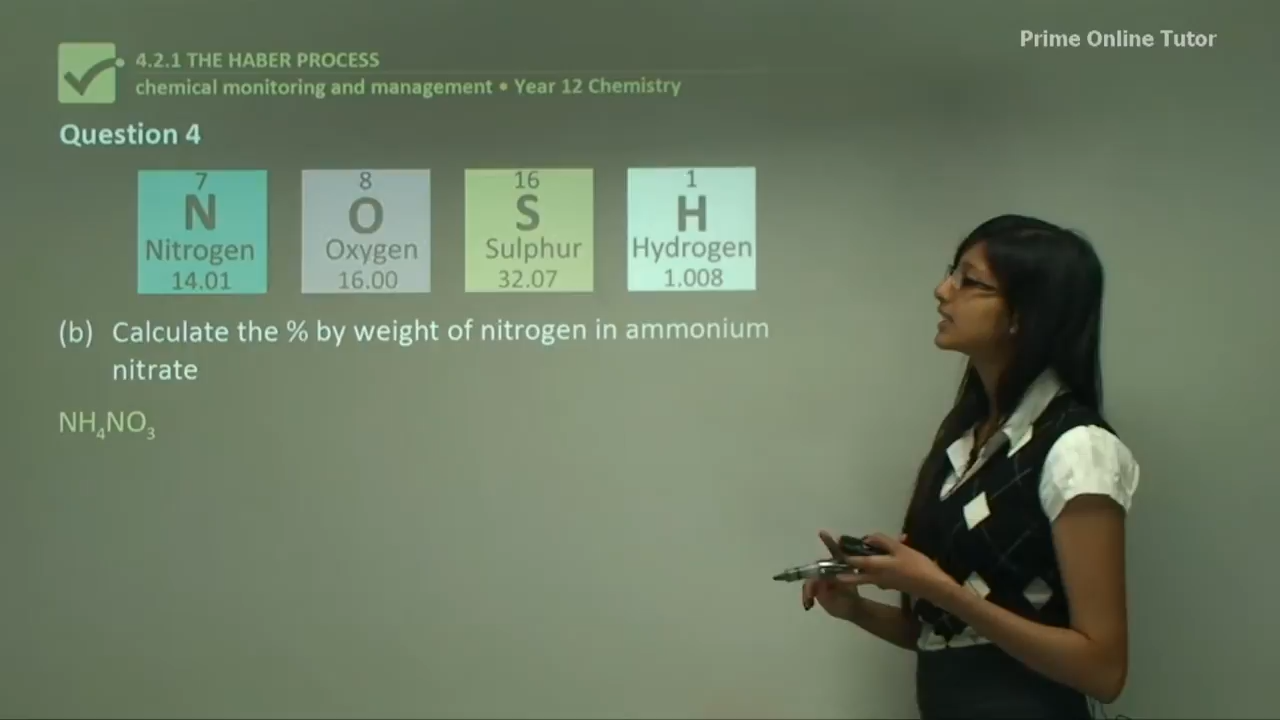 Prime Online Tutor
4.2.1 THE HABER PROCESS
chemical monitoring and management • Year 12 Chemistry
Question 4
7 8 16 1
N O S H
Nitrogen Oxygen Sulphur Hydrogen
14.01 16.00 32.07 1.008
(b) Calculate the % by weight of nitrogen in ammonium
nitrate
NH₄NO₃